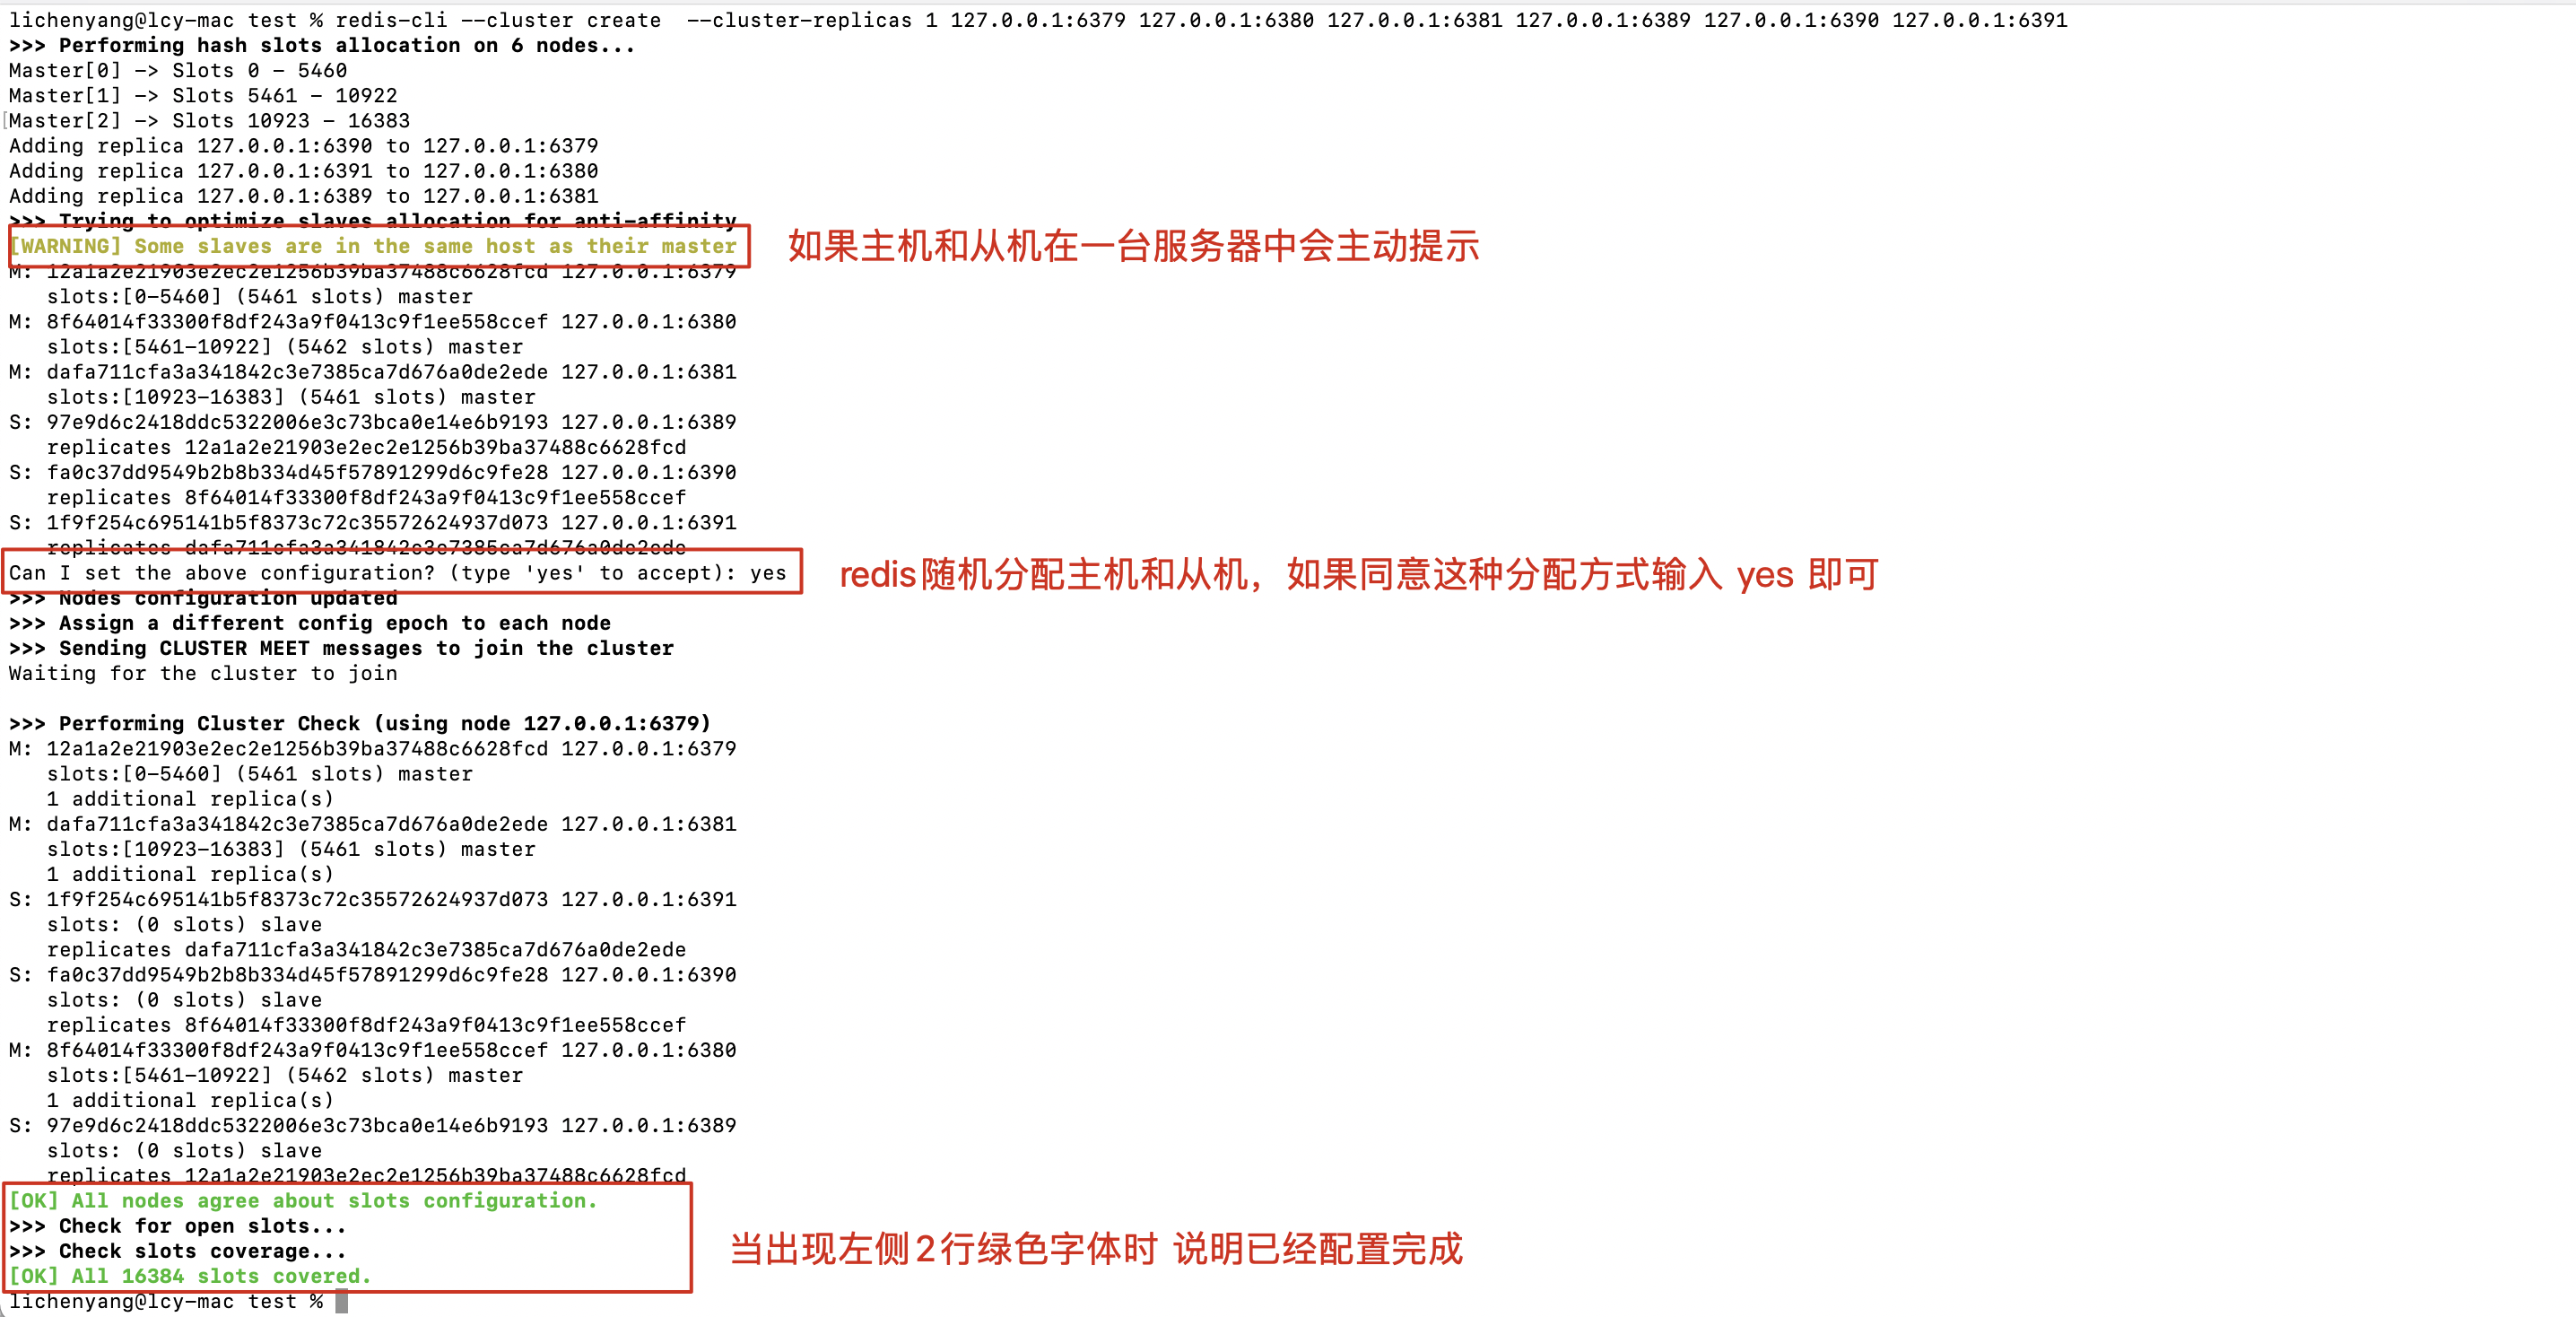 lichenyang@lcy-mac test % redis-cli --cluster create  --cluster-replicas 1 127.0.0.1:6379 127.0.0.1:6380 127.0.0.1:6381 127.0.0.1:6389 127.0.0.1:6390 127.0.0.1:6391
>>> Performing hash slots allocation on 6 nodes...
Master[0] -> Slots 0 - 5460
Master[1] -> Slots 5461 - 10922
Master[2] -> Slots 10923 - 16383
Adding replica 127.0.0.1:6390 to 127.0.0.1:6379
Adding replica 127.0.0.1:6391 to 127.0.0.1:6380
Adding replica 127.0.0.1:6389 to 127.0.0.1:6381
>>> Trying to optimize slaves allocation for anti-affinity
[WARNING] Some slaves are in the same host as their master
如果主机和从机在一台服务器中会主动提示
M: 12a1a2e21903e2ec2e1256b39ba37488c6628fcd 127.0.0.1:6379
   slots:[0-5460] (5461 slots) master
M: 8f64014f33300f8df243a9f0413c9f1ee558ccef 127.0.0.1:6380
   slots:[5461-10922] (5462 slots) master
M: dafa711cfa3a341842c3e7385ca7d676a0de2ede 127.0.0.1:6381
   slots:[10923-16383] (5461 slots) master
S: 97e9d6c2418ddc5322006e3c73bca0e14e6b9193 127.0.0.1:6389
   replicates 12a1a2e21903e2ec2e1256b39ba37488c6628fcd
S: fa0c37dd9549b2b8b334d45f57891299d6c9fe28 127.0.0.1:6390
   replicates 8f64014f33300f8df243a9f0413c9f1ee558ccef
S: 1f9f254c695141b5f8373c72c35572624937d073 127.0.0.1:6391
   replicates dafa711cfa3a341842c3e7385ca7d676a0de2ede
Can I set the above configuration? (type 'yes' to accept): yes
redis随机分配主机和从机，如果同意这种分配方式输入 yes 即可
>>> Nodes configuration updated
>>> Assign a different config epoch to each node
>>> Sending CLUSTER MEET messages to join the cluster
Waiting for the cluster to join
>>> Performing Cluster Check (using node 127.0.0.1:6379)
M: 12a1a2e21903e2ec2e1256b39ba37488c6628fcd 127.0.0.1:6379
   slots:[0-5460] (5461 slots) master
   1 additional replica(s)
M: dafa711cfa3a341842c3e7385ca7d676a0de2ede 127.0.0.1:6381
   slots:[10923-16383] (5461 slots) master
   1 additional replica(s)
S: 1f9f254c695141b5f8373c72c35572624937d073 127.0.0.1:6391
   slots: (0 slots) slave
   replicates dafa711cfa3a341842c3e7385ca7d676a0de2ede
S: fa0c37dd9549b2b8b334d45f57891299d6c9fe28 127.0.0.1:6390
   slots: (0 slots) slave
   replicates 8f64014f33300f8df243a9f0413c9f1ee558ccef
M: 8f64014f33300f8df243a9f0413c9f1ee558ccef 127.0.0.1:6380
   slots:[5461-10922] (5462 slots) master
   1 additional replica(s)
S: 97e9d6c2418ddc5322006e3c73bca0e14e6b9193 127.0.0.1:6389
   slots: (0 slots) slave
   replicates 12a1a2e21903e2ec2e1256b39ba37488c6628fcd
[OK] All nodes agree about slots configuration.
>>> Check for open slots...
>>> Check slots coverage...
当出现左侧2行绿色字体时 说明已经配置完成
[OK] All 16384 slots covered.
lichenyang@lcy-mac test %